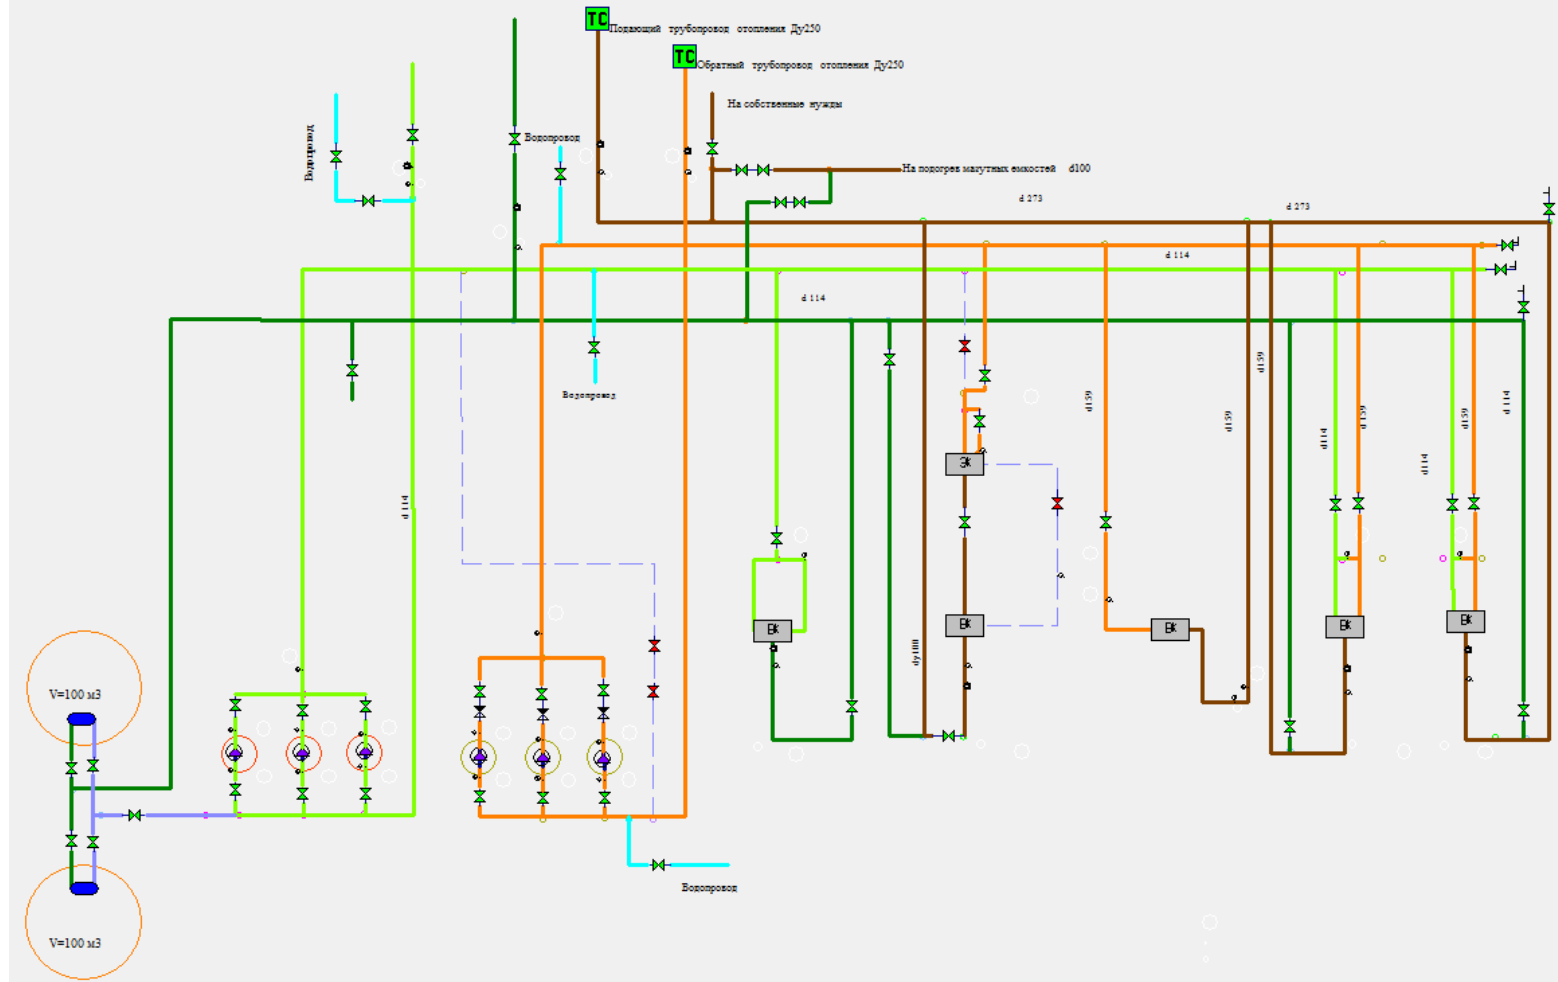 ТС
Подающий трубопровод отопления Ду250
ТС
Обратный трубопровод отопления Ду250
На собственные нужды
Водопровод
Водопровод
На подогрев мазутных емкостей d100
d 273
d 273
d 114
d 114
Водопровод
d159
d159
d159
d114
d159
d114
d159
d 114
d 114
ЭК
ВК
ВК
ВК
ВК
ВК
dy100
V=100 м3
V=100 м3
Водопровод